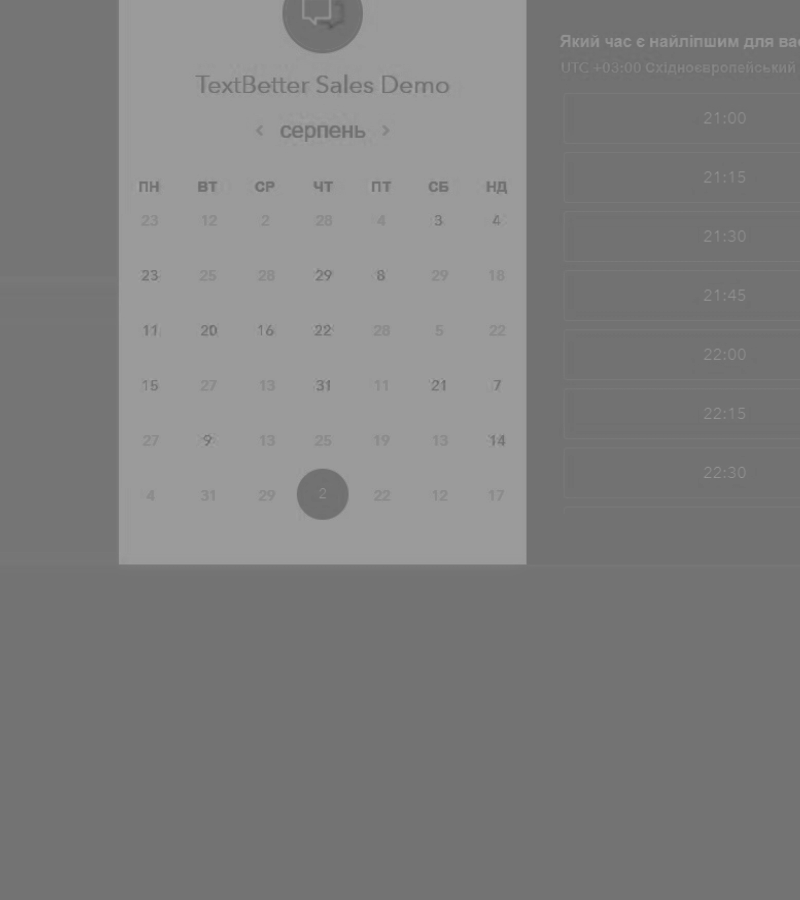 TextBetter Sales Demo
‹ серпень ›
ПН ВТ СР ЧТ ПТ СБ НД
23 12 2 28 4 3 4
23 25 28 29 8 29 18
11 20 16 22 28 5 22
15 27 13 31 11 21 7
27 9 13 25 19 13 14
4 31 29 2 22 12 17
Який час є найліпшим для вас
UTC +03:00 Східноєвропейський
21:00
21:15
21:30
21:45
22:00
22:15
22:30